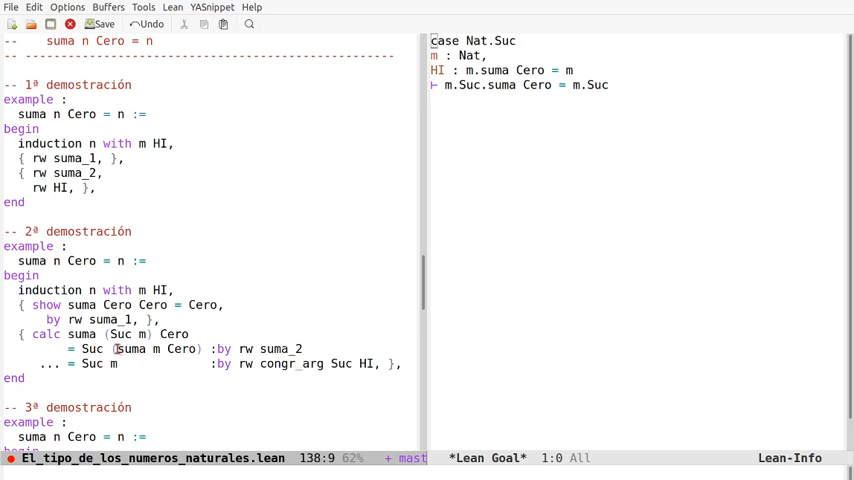 File Edit Options Buffers Tools Lean YASnippet Help
Save Undo
--    suma n Cero = n
-- ----------------------------------------------------
-- 1ª demostración
example :
  suma n Cero = n :=
begin
  induction n with m HI,
  { rw suma_1, },
  { rw suma_2,
    rw HI, },
end
-- 2ª demostración
example :
  suma n Cero = n :=
begin
  induction n with m HI,
  { show suma Cero Cero = Cero,
      by rw suma_1, },
  { calc suma (Suc m) Cero
         = Suc (suma m Cero) :by rw suma_2
     ... = Suc m             :by rw congr_arg Suc HI, },
end
-- 3ª demostración
example :
  suma n Cero = n :=
begin
El_tipo_de_los_numeros_naturales.lean   138:9 62%   + mast
case Nat.Suc
m : Nat,
HI : m.suma Cero = m
⊢ m.Suc.suma Cero = m.Suc
*Lean Goal*   1:0 All   Lean-Info